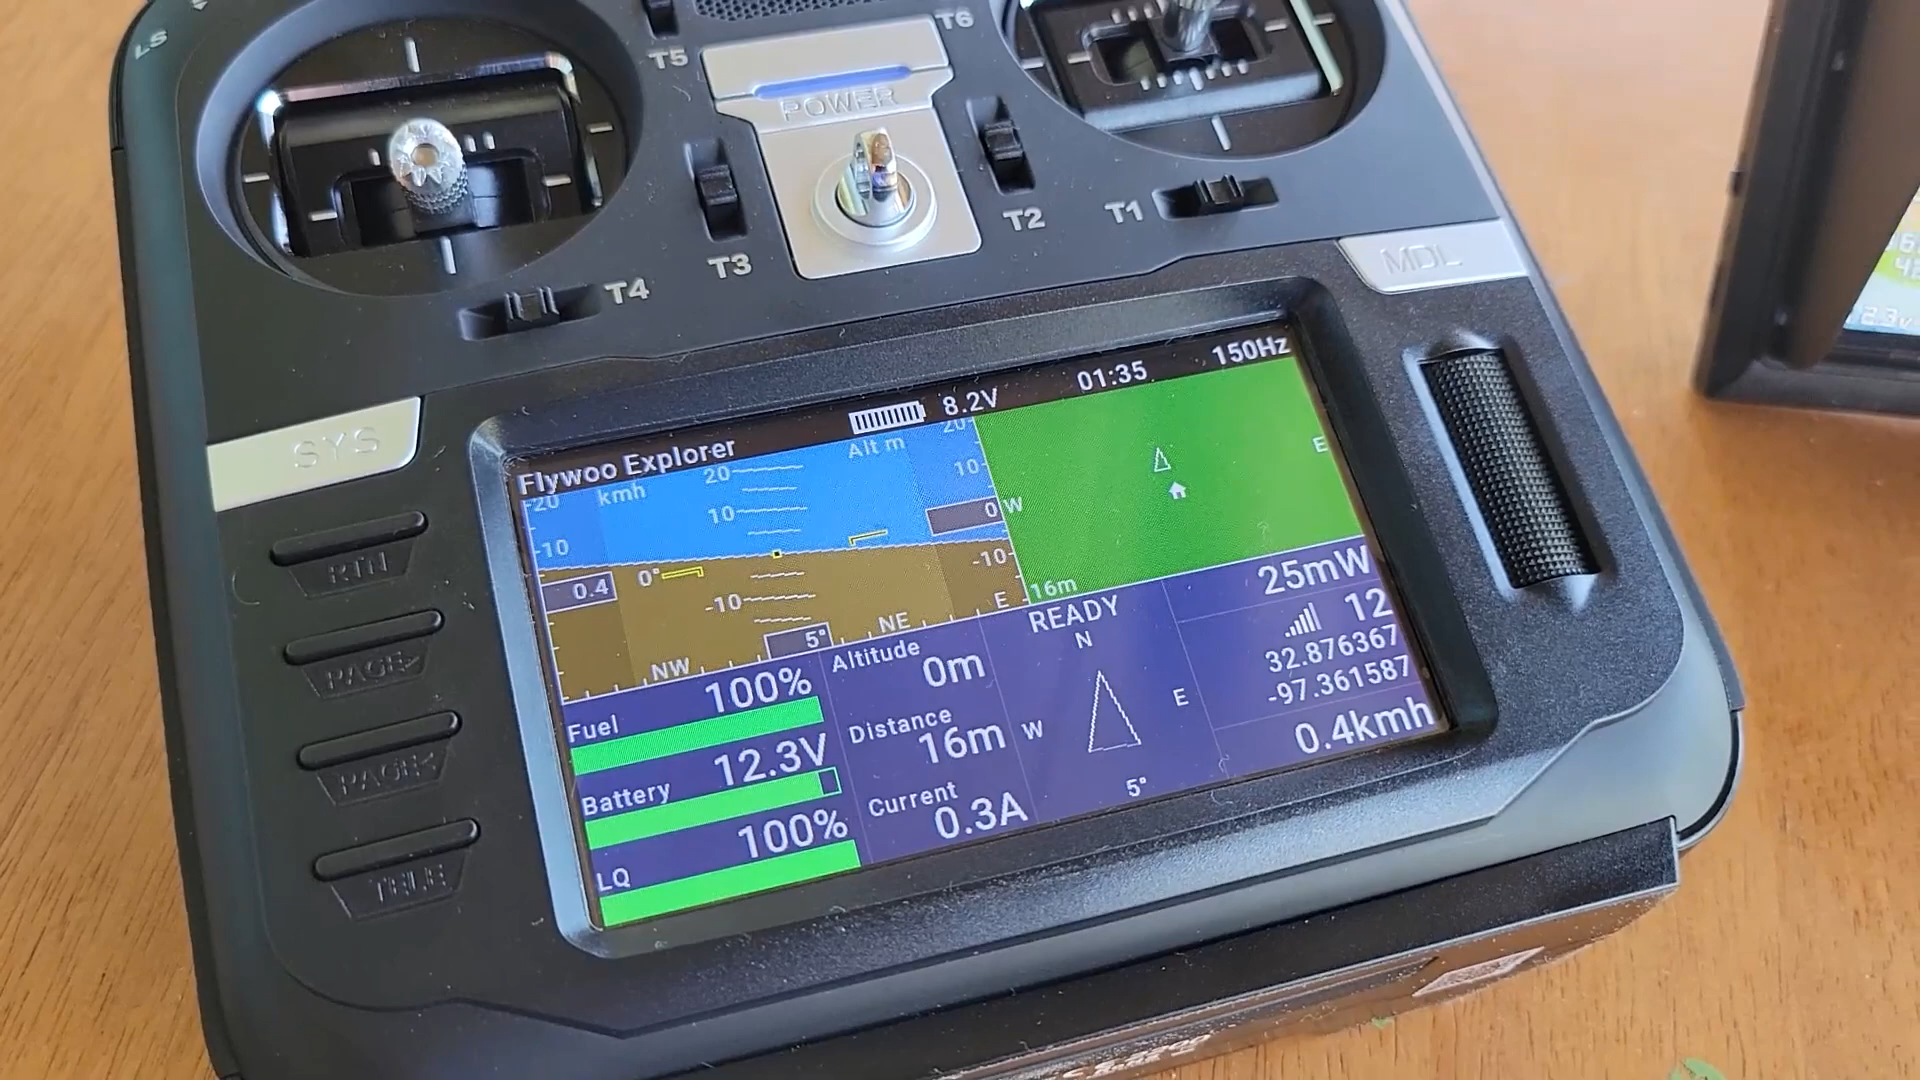 LS
T5
T6
POWER
T3
T2
T1
T4
MDL
SYS
RTN
PAGE>
PAGE<
TELE
Flywoo Explorer
8.2V
01:35
150Hz
20
kmh
20
Alt m
20
10
10
10
0.4
0°
0
-10
-10
5°
NW
NE
E
W
E
16m
Fuel
100%
Battery
12.3V
LQ
100%
Altitude
0m
Distance
16m
Current
0.3A
READY
N
W
E
5°
25mW
12
32.876367
-97.361587
0.4kmh